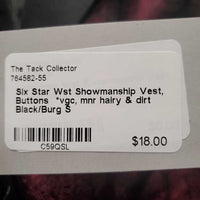 The Tack Collector
764582-55
Six Star Wst Showmanship Vest,
Buttons *vgc, mnr hairy & dirt
Black/Burg S
$18.00
C59QSL